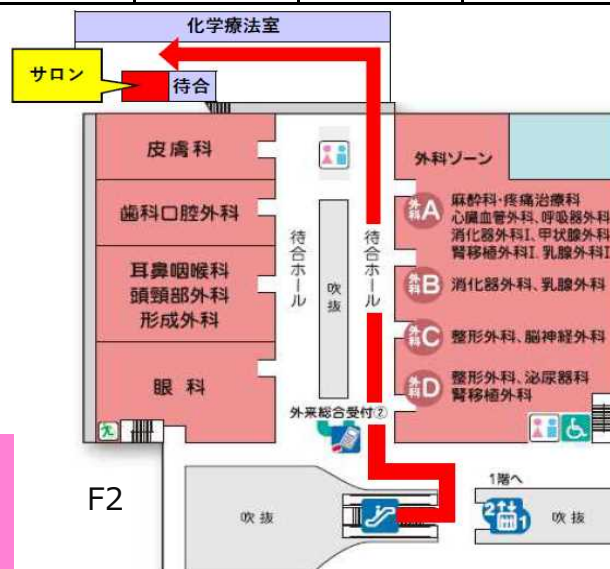 化学療法室
サロン
待合
皮膚科
外科ゾーン
外科A
麻酔科・疼痛治療科
心臓血管外科、呼吸器外科
消化器外科I、甲状腺外科
腎移植外科I、乳腺外科I
歯科口腔外科
待合ホール
待合ホール
耳鼻咽喉科
頭頸部外科
形成外科
吹抜
外科B
消化器外科、乳腺外科
外科C
整形外科、脳神経外科
眼科
外科D
整形外科、泌尿器科
腎移植外科
外来総合受付②
F2
1階へ
吹抜
2
1
吹抜